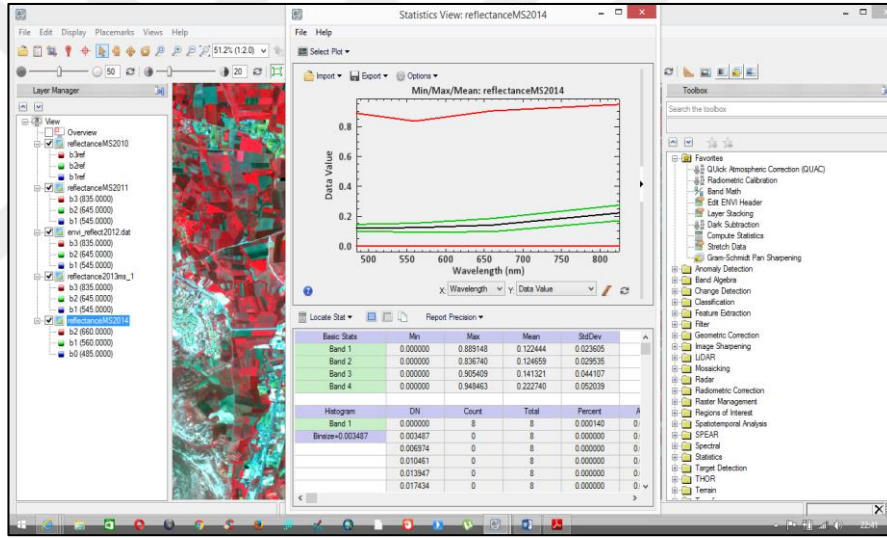 Statistics View: reflectanceMS2014
File Edit Display Placemarks Views Help
51.2% (1:2.0)
50
20
Layer Manager
View
Overview
reflectanceMS2010
b3ref
b2ref
b1ref
reflectanceMS2011
b3 (835.0000)
b2 (645.0000)
b1 (545.0000)
envi_reflect2012.dat
b3 (835.0000)
b2 (645.0000)
b1 (545.0000)
reflectance2013ms_1
b3 (835.0000)
b2 (645.0000)
b1 (545.0000)
reflectanceMS2014
b2 (660.0000)
b1 (560.0000)
b0 (485.0000)
File Help
Select Plot
Import Export Options
Min/Max/Mean: reflectanceMS2014
Data Value
0.8
0.6
0.4
0.2
0.0
500 550 600 650 700 750 800
Wavelength (nm)
X: Wavelength Y: Data Value
Locate Stat Report Precision
Basic Stats Min Max Mean StdDev
Band 1 0.000000 0.889148 0.122444 0.023605
Band 2 0.000000 0.836740 0.124659 0.029535
Band 3 0.000000 0.905409 0.141321 0.044107
Band 4 0.000000 0.948463 0.222740 0.052039
Histogram DN Count Total Percent A
Band 1 0.000000 8 8 0.000140 0.
Binsize=0.003487 0.003487 0 8 0.000000 0.
0.006974 0 8 0.000000 0.
0.010461 0 8 0.000000 0.
0.013947 0 8 0.000000 0.
0.017434 0 8 0.000000 0.
Toolbox
Search the toolbox
Favorites
QUick Atmospheric Correction (QUAC)
Radiometric Calibration
Band Math
Edit ENVI Header
Layer Stacking
Dark Subtraction
Compute Statistics
Stretch Data
Gram-Schmidt Pan Sharpening
Anomaly Detection
Band Algebra
Change Detection
Classification
Feature Extraction
Filter
Geometric Correction
Image Sharpening
LiDAR
Mosaicking
Radar
Radiometric Correction
Raster Management
Regions of Interest
Spatiotemporal Analysis
SPEAR
Spectral
Statistics
Target Detection
THOR
Terrain
22:41